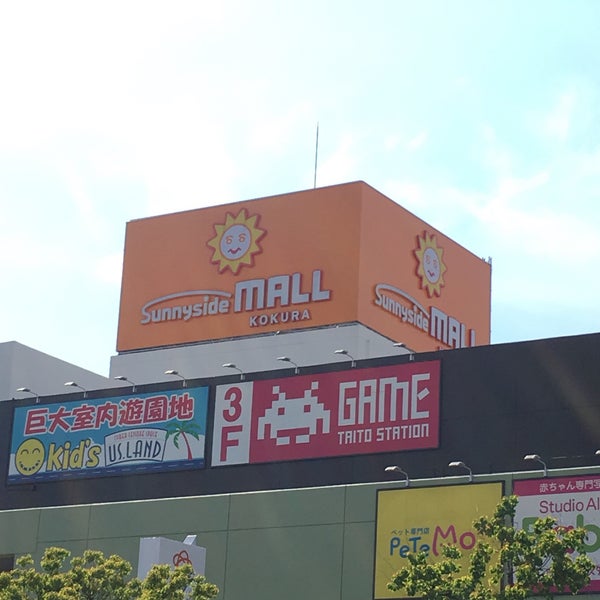 Sunnyside MALL
KOKURA
Sunnyside MALL
巨大室内遊園地
Kid's US.LAND
3F
GAME
TAITO STATION
ペット専門店
PeTeMo
赤ちゃん専門
Studio Al